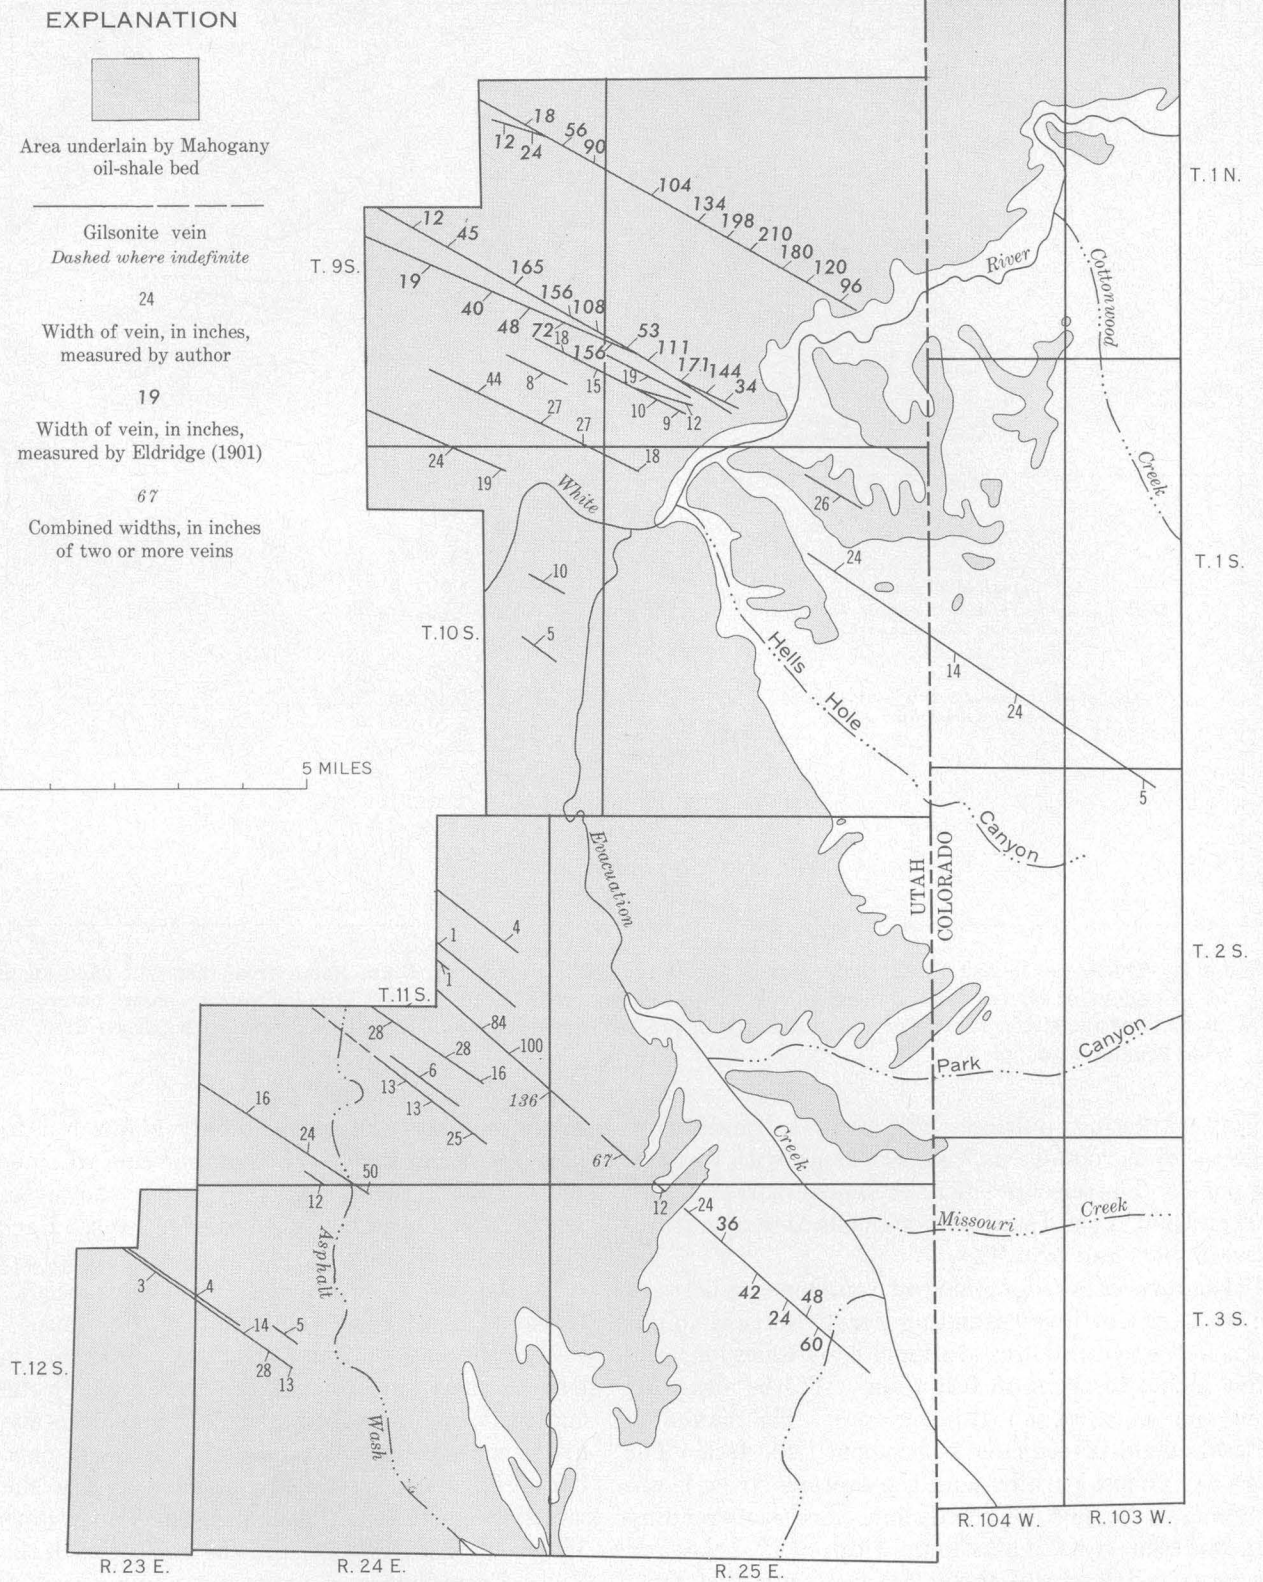 EXPLANATION
Area underlain by Mahogany
oil-shale bed
Gilsonite vein
Dashed where indefinite
24
Width of vein, in inches,
measured by author
19
Width of vein, in inches,
measured by Eldridge (1901)
67
Combined widths, in inches
of two or more veins
5 MILES
T. 9S.
T.10 S.
T.11 S.
T.12 S.
T. 1 N.
T. 1 S.
T. 2 S.
T. 3 S.
R. 23 E.
R. 24 E.
R. 25 E.
R. 104 W.
R. 103 W.
UTAH
COLORADO
White
River
Cottonwood
Creek
Hells
Hole
Canyon
Evacuation
Creek
Park
Canyon
Missouri
Creek
Asphalt
Wash
18
12
24
56
90
104
134
198
210
180
120
96
12
45
165
156
108
19
40
48
72
18
156
53
111
171
144
34
19
15
10
9
12
8
44
27
27
18
24
19
26
24
14
24
5
10
5
4
1
1
84
100
136
67
28
28
16
6
13
13
25
16
24
50
12
12
24
36
42
24
48
60
3
4
14
5
28
13